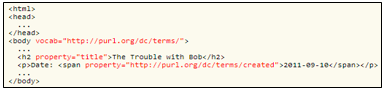 <html>
<head>
...
</head>
<body vocab="http://purl.org/dc/terms/">
...
<h2 property="title">The Trouble with Bob</h2>
<p>Date: <span property="http://purl.org/dc/terms/created">2011-09-10</span></p>
...
</body>